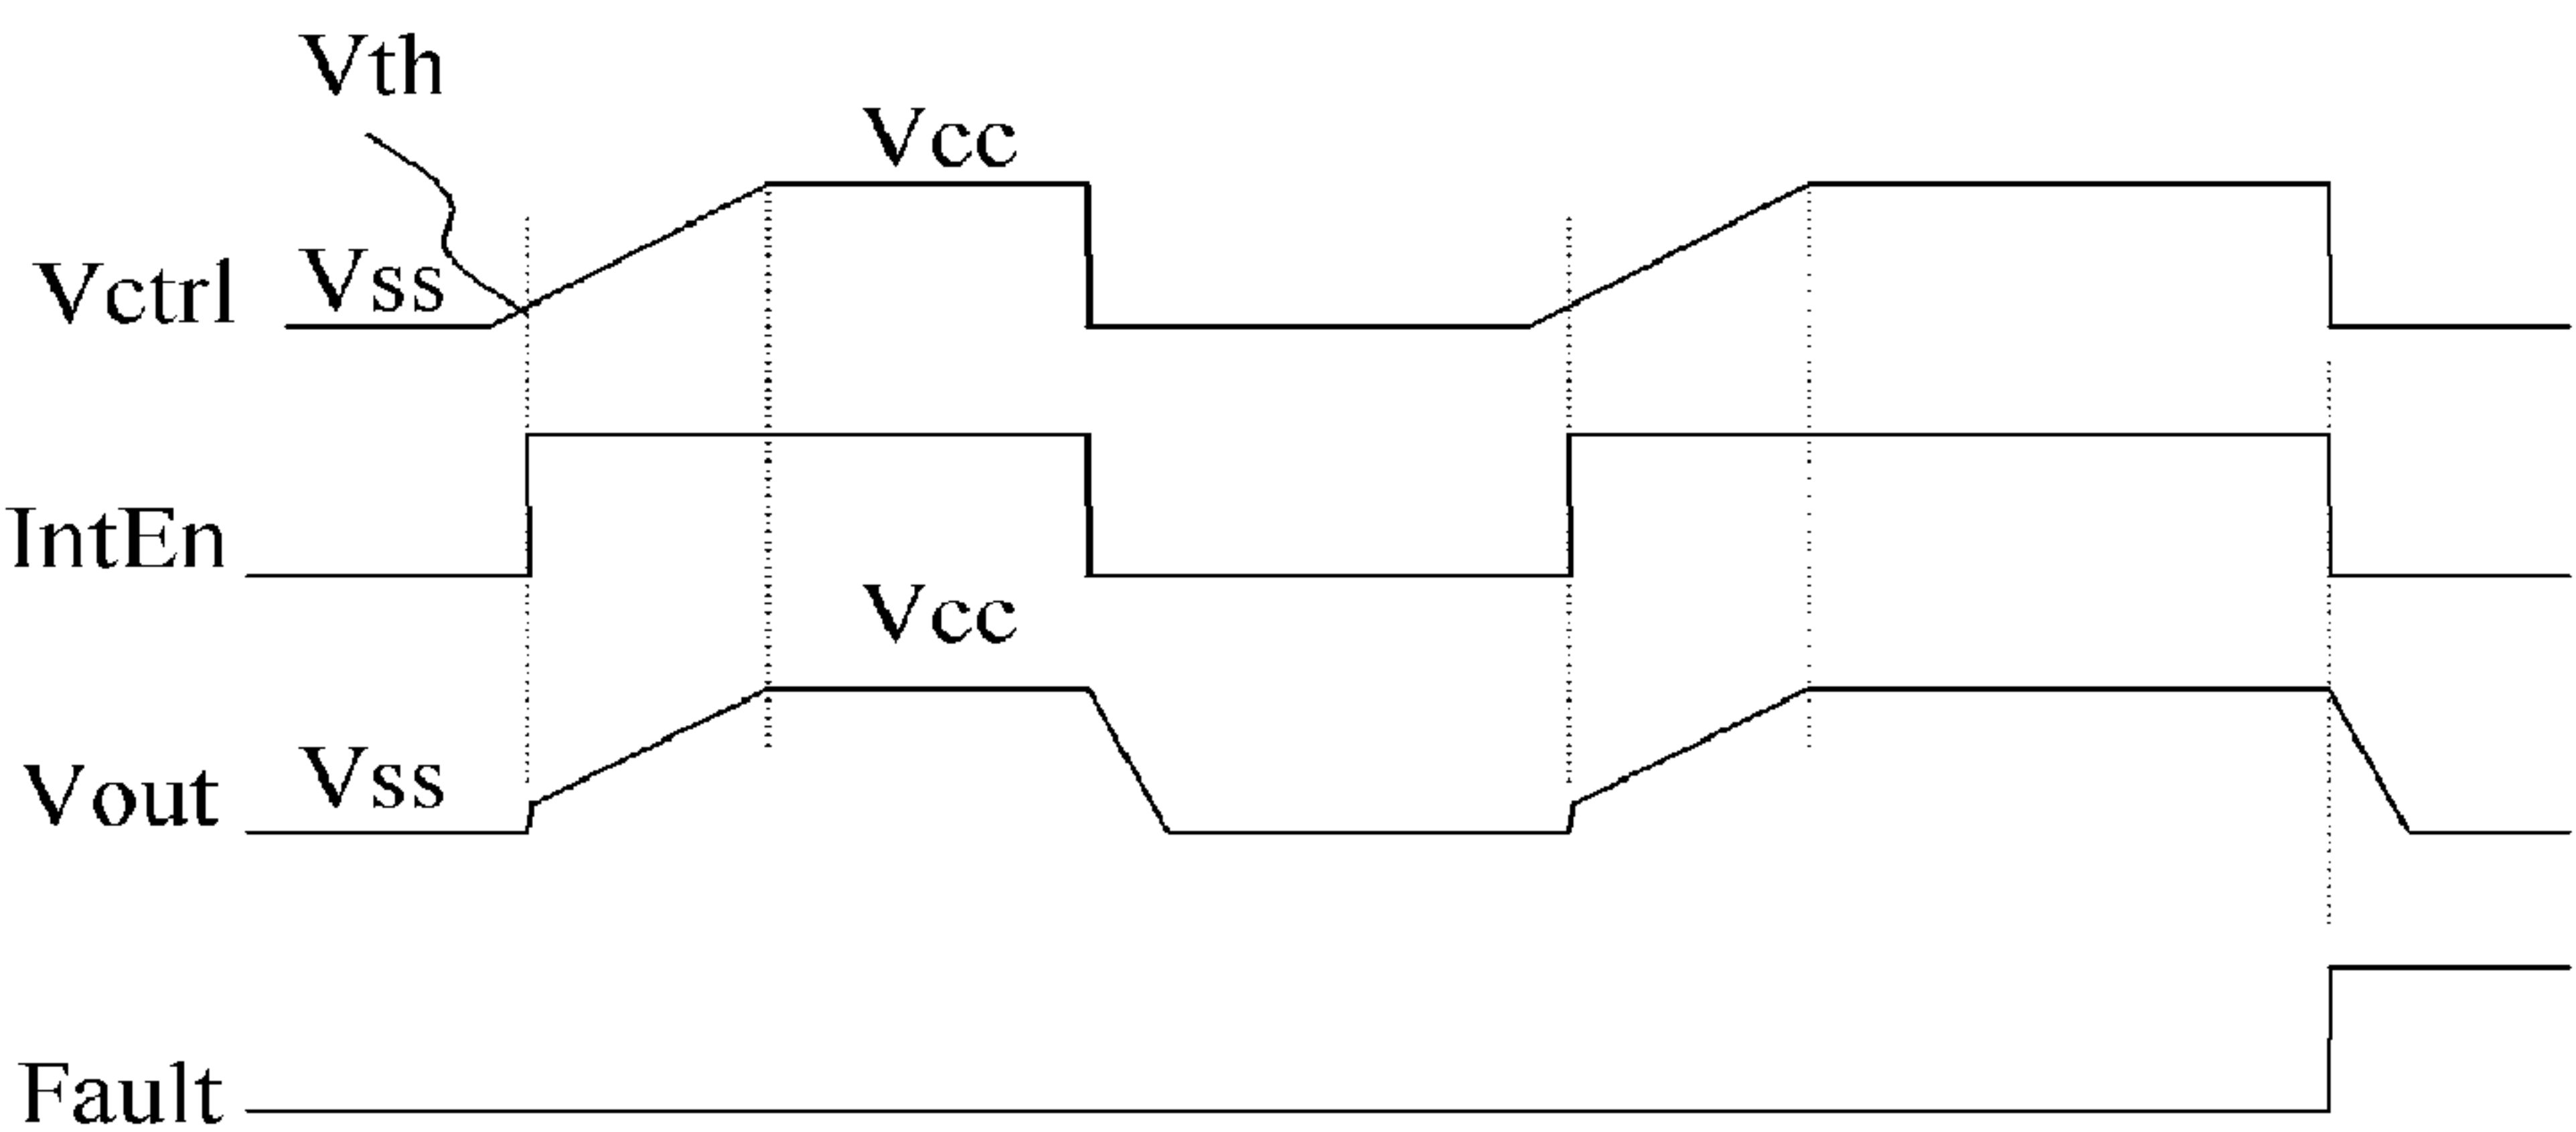 Vth
Vcc
Vctrl Vss
IntEn
Vcc
Vout Vss
Fault